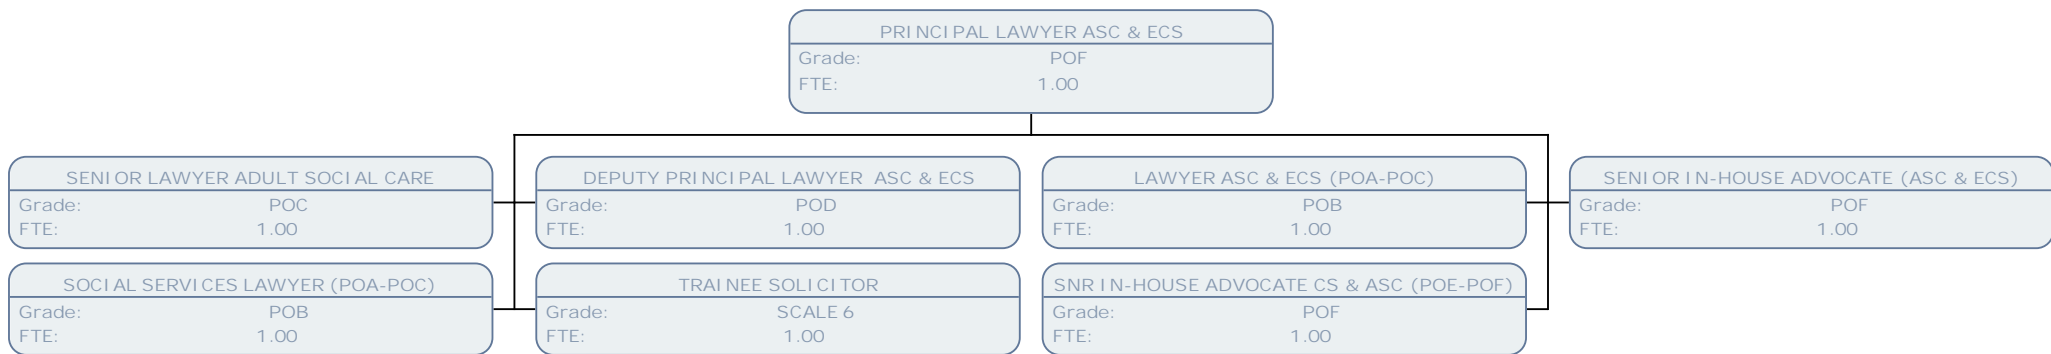 PRINCIPAL LAWYER ASC & ECS
Grade: POF
FTE: 1.00
SENIOR LAWYER ADULT SOCIAL CARE
Grade: POC
FTE: 1.00
DEPUTY PRINCIPAL LAWYER ASC & ECS
Grade: POD
FTE: 1.00
LAWYER ASC & ECS (POA-POC)
Grade: POB
FTE: 1.00
SENIOR IN-HOUSE ADVOCATE (ASC & ECS)
Grade: POF
FTE: 1.00
SOCIAL SERVICES LAWYER (POA-POC)
Grade: POB
FTE: 1.00
TRAINEE SOLICITOR
Grade: SCALE 6
FTE: 1.00
SNR IN-HOUSE ADVOCATE CS & ASC (POE-POF)
Grade: POF
FTE: 1.00